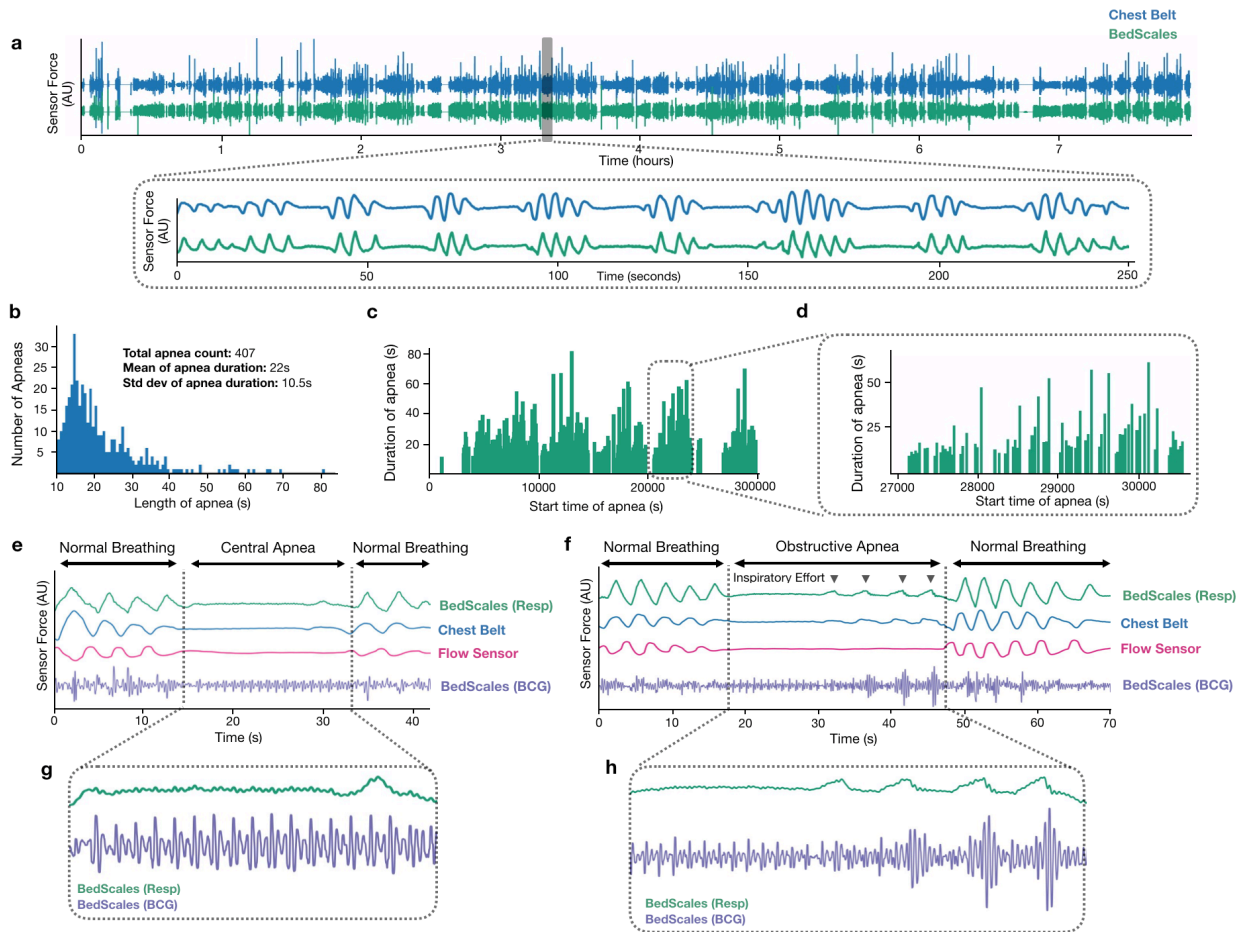 Chest Belt
BedScales
a
Sensor Force
(AU)
0 1 2 3 4 5 6 7
Time (hours)
Sensor Force
(AU)
0 50 100 150 200 250
Time (seconds)
b
Number of Apneas
30
25
20
15
10
5
Total apnea count: 407
Mean of apnea duration: 22s
Std dev of apnea duration: 10.5s
10 20 30 40 50 60 70 80
Length of apnea (s)
c
Duration of apnea (s)
80
60
40
20
0 10000 20000 300000
Start time of apnea (s)
d
Duration of apnea (s)
50
25
27000 28000 29000 30000
Start time of apnea (s)
e
Normal Breathing Central Apnea Normal Breathing
Sensor Force (AU)
BedScales (Resp)
Chest Belt
Flow Sensor
BedScales (BCG)
0 10 20 30 40
Time (s)
f
Normal Breathing Obstructive Apnea Normal Breathing
Inspiratory Effort
Sensor Force (AU)
BedScales (Resp)
Chest Belt
Flow Sensor
BedScales (BCG)
0 10 20 30 40 50 60 70
Time (s)
g
BedScales (Resp)
BedScales (BCG)
h
BedScales (Resp)
BedScales (BCG)